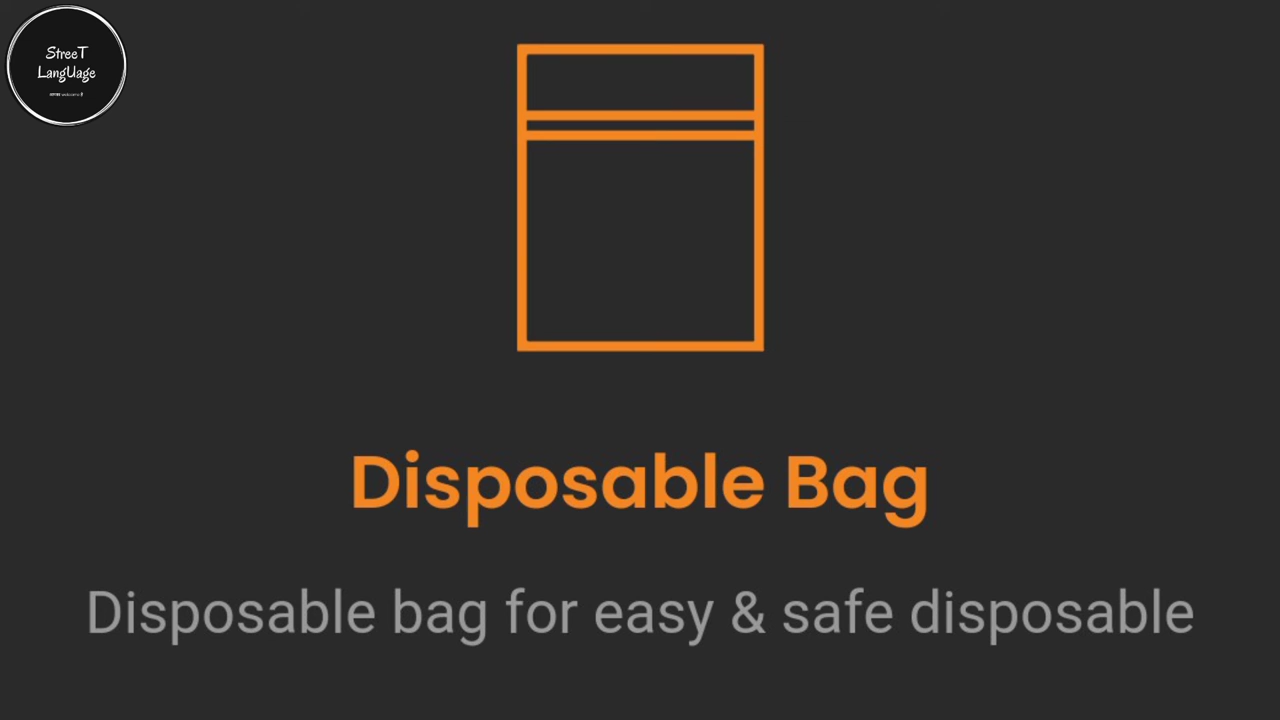 StreeT
LangUage
Disposable Bag
Disposable bag for easy & safe disposable